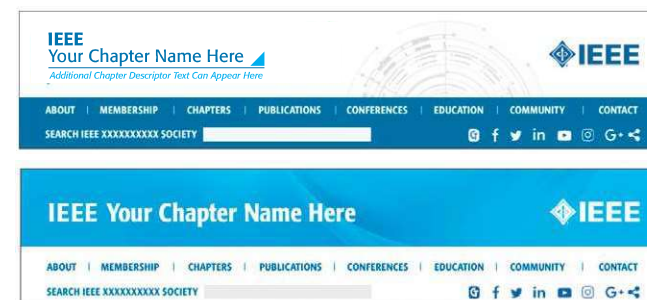 IEEE
Your Chapter Name Here
Additional Chapter Descriptor Text Can Appear Here
IEEE
ABOUT | MEMBERSHIP | CHAPTERS | PUBLICATIONS | CONFERENCES | EDUCATION | COMMUNITY | CONTACT
SEARCH IEEE XXXXXXXXXX SOCIETY
G+
IEEE Your Chapter Name Here
IEEE
ABOUT | MEMBERSHIP | CHAPTERS | PUBLICATIONS | CONFERENCES | EDUCATION | COMMUNITY | CONTACT
SEARCH IEEE XXXXXXXXXX SOCIETY
G+